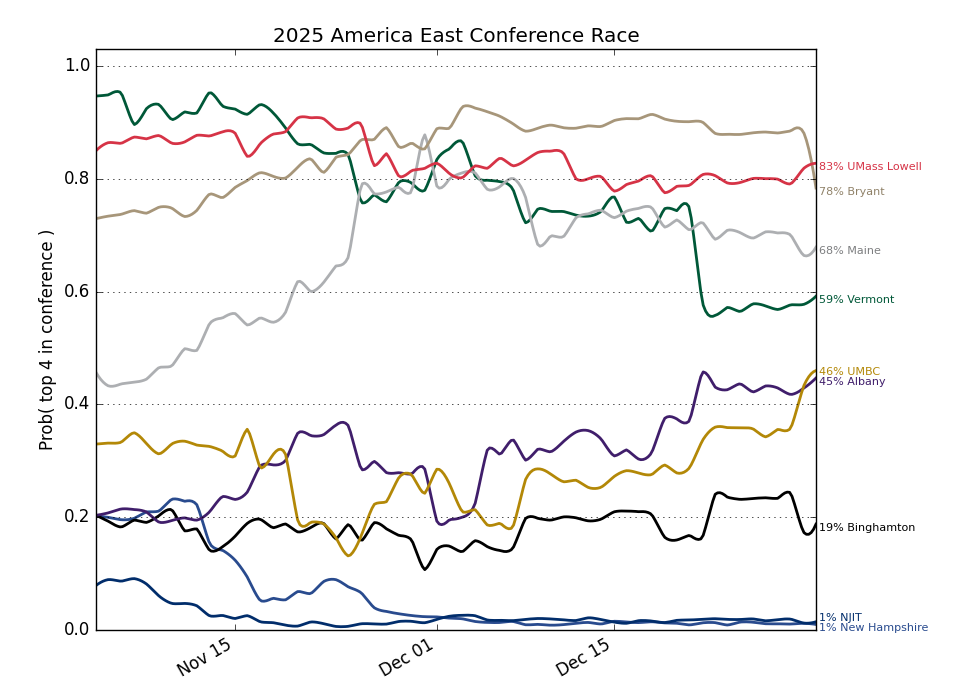 2025 America East Conference Race
Prob( top 4 in conference )
1.0
0.8
0.6
0.4
0.2
0.0
Nov 15
Dec 01
Dec 15
83% UMass Lowell
78% Bryant
68% Maine
59% Vermont
46% UMBC
45% Albany
19% Binghamton
1% NJIT
1% New Hampshire